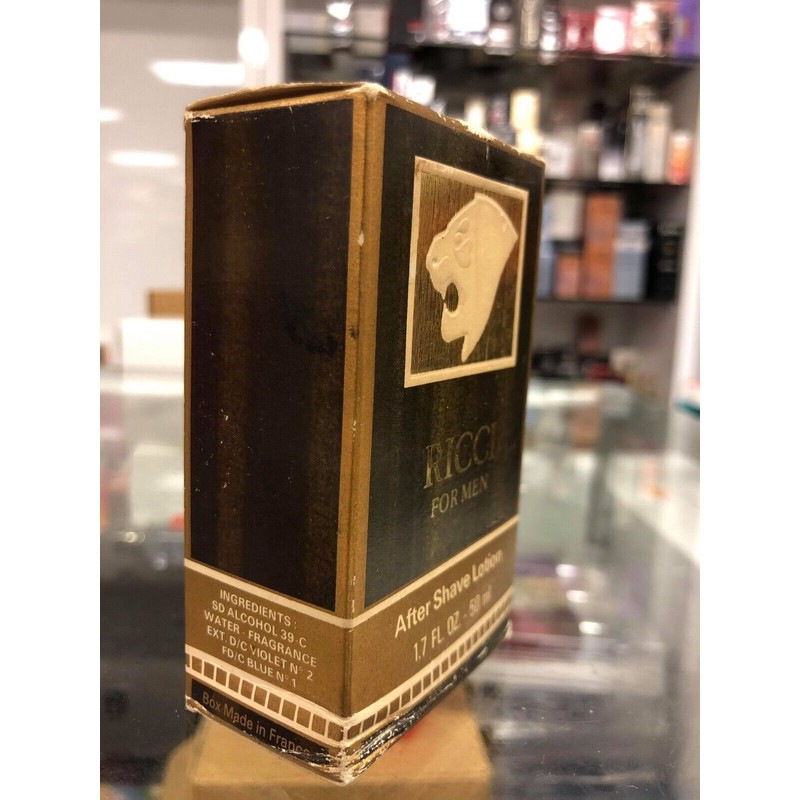 RICCI
FOR MEN
After Shave Lotion
1.7 FL. OZ - 50 ml
INGREDIENTS :
SD ALCOHOL 39-C
WATER - FRAGRANCE
EXT. D/C VIOLET N° 2
FD/C BLUE N° 1
Box Made in France